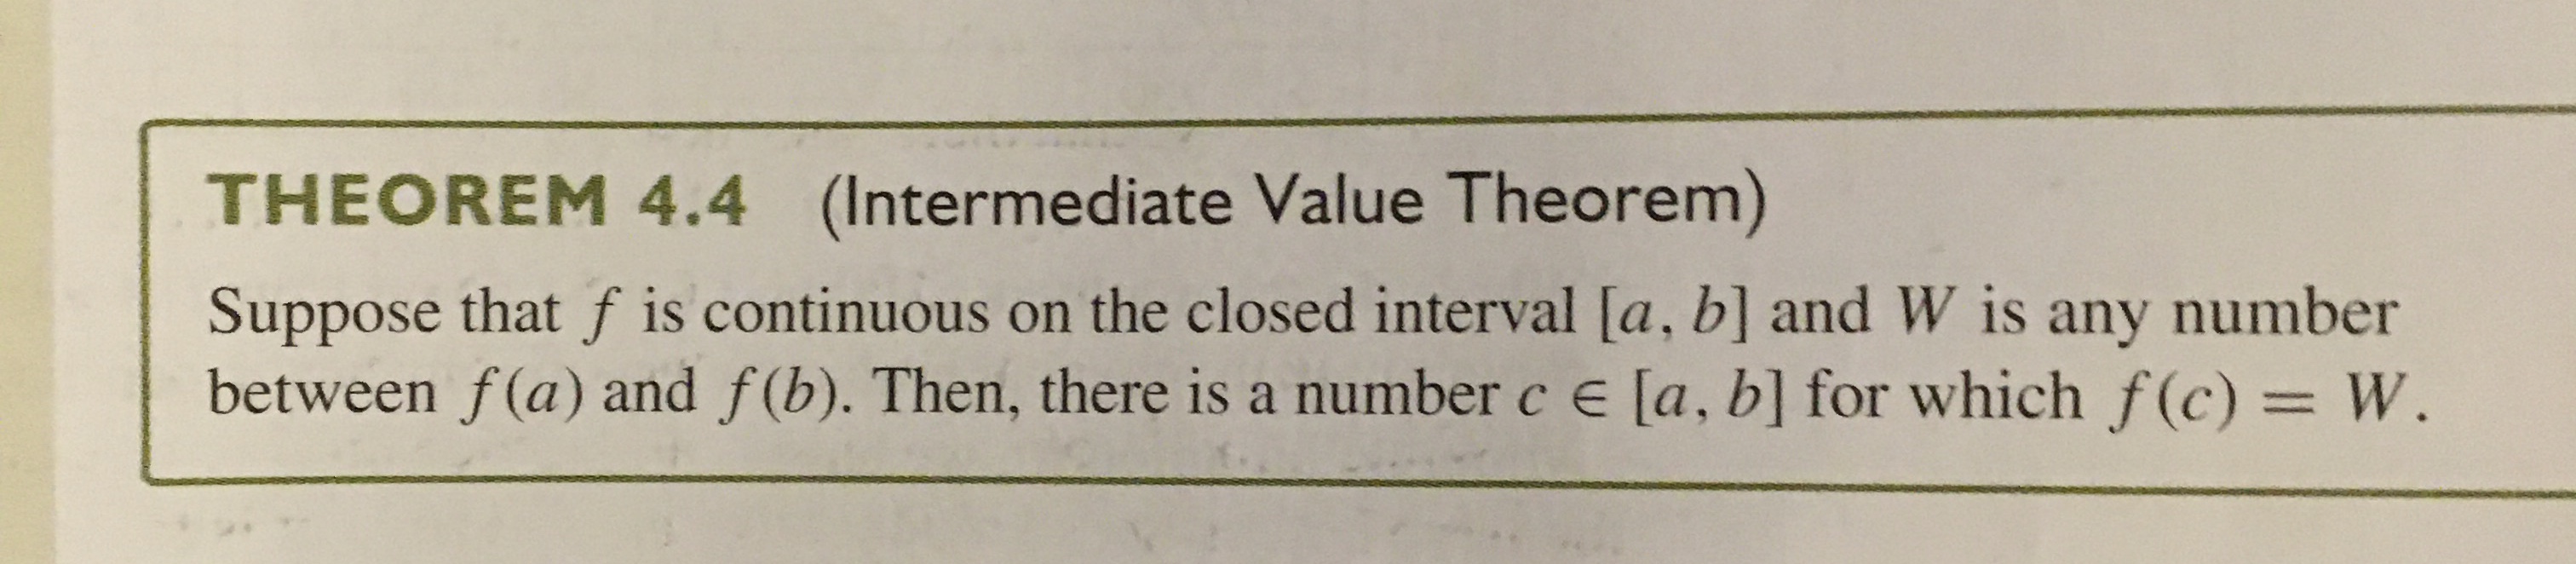 THEOREM 4.4 (Intermediate Value Theorem)
Suppose that f is continuous on the closed interval [a, b] and W is any number
between f(a) and f(b). Then, there is a number c ∈ [a, b] for which f(c) = W.